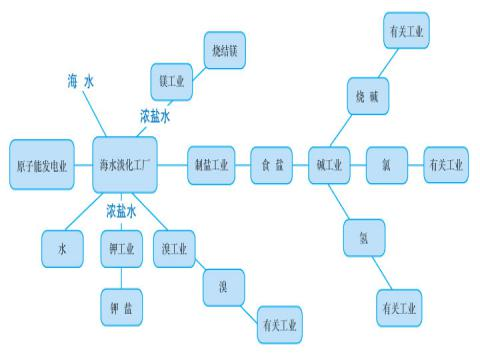 有关工业
烧结镁
海 水
镁工业
烧 碱
浓盐水
原子能发电业
海水淡化工厂
制盐工业
食 盐
碱工业
氯
有关工业
浓盐水
水
钾工业
溴工业
氢
溴
钾 盐
有关工业
有关工业